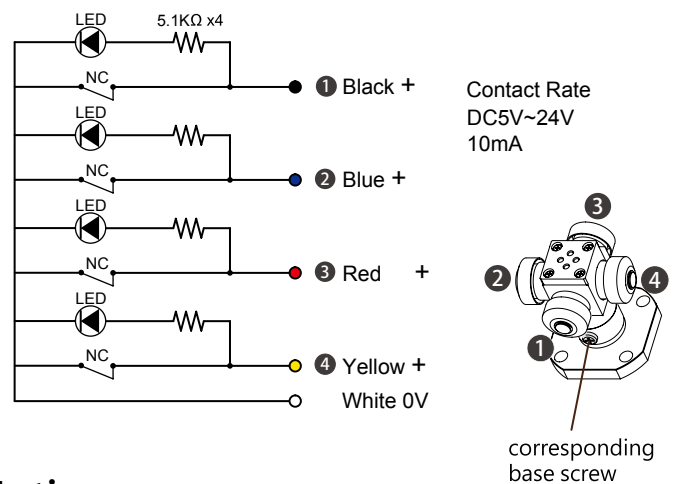 LED
5.1KΩ x4
NC
❶ Black +
LED
NC
❷ Blue +
LED
NC
❸ Red +
LED
NC
❹ Yellow +
White 0V
Contact Rate
DC5V~24V
10mA
❸
❷
❹
❶
corresponding
base screw